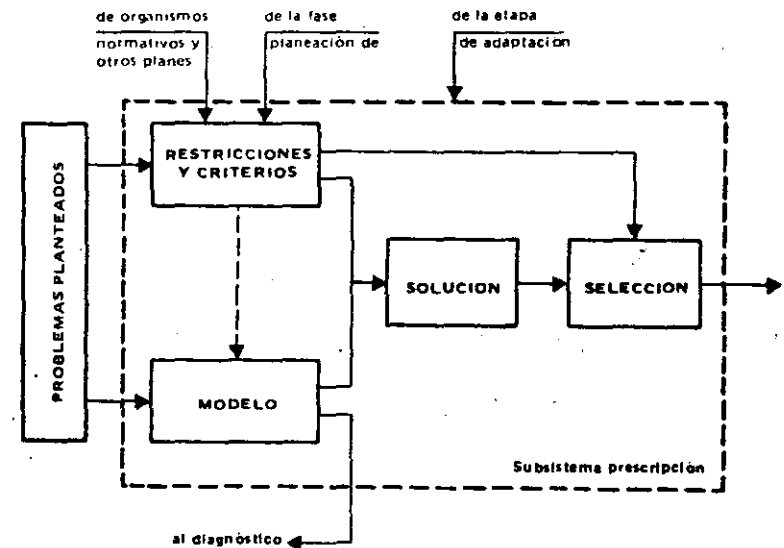 de organismos
normativos y
otros planes
de la fase
planeación de
de la etapa
de adaptación
PROBLEMAS PLANTEADOS
RESTRICCIONES
Y CRITERIOS
SOLUCION
SELECCION
MODELO
Subsistema prescripción
al diagnóstico